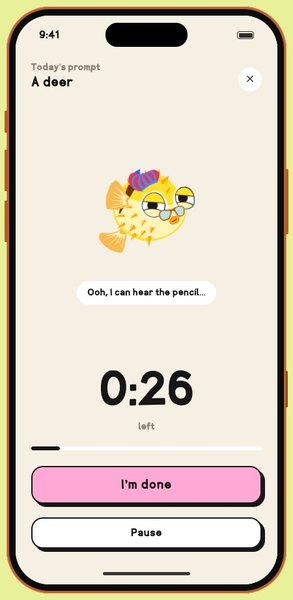 9:41
Today's prompt
A deer
Ooh, I can hear the pencil...
0:26
left
I'm done
Pause